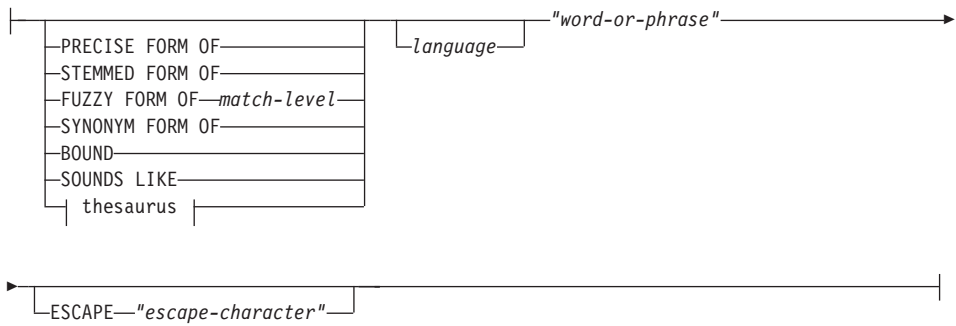 "word-or-phrase"
language
PRECISE FORM OF
STEMMED FORM OF
FUZZY FORM OF match-level
SYNONYM FORM OF
BOUND
SOUNDS LIKE
thesaurus
ESCAPE "escape-character"